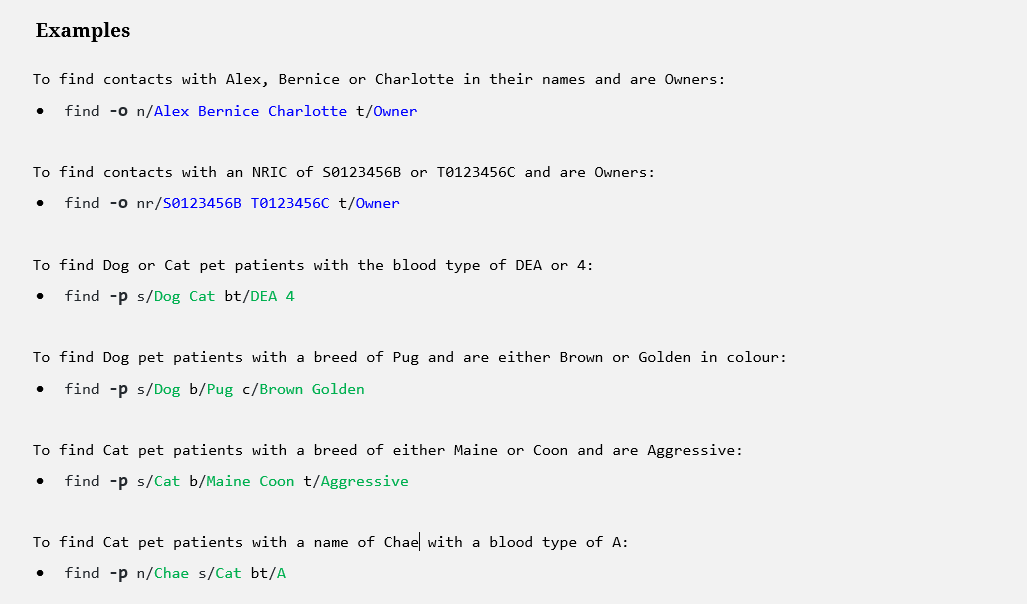 Examples
To find contacts with Alex, Bernice or Charlotte in their names and are Owners:
• find -o n/Alex Bernice Charlotte t/Owner
To find contacts with an NRIC of S0123456B or T0123456C and are Owners:
• find -o nr/S0123456B T0123456C t/Owner
To find Dog or Cat pet patients with the blood type of DEA or 4:
• find -p s/Dog Cat bt/DEA 4
To find Dog pet patients with a breed of Pug and are either Brown or Golden in colour:
• find -p s/Dog b/Pug c/Brown Golden
To find Cat pet patients with a breed of either Maine or Coon and are Aggressive:
• find -p s/Cat b/Maine Coon t/Aggressive
To find Cat pet patients with a name of Chae with a blood type of A:
• find -p n/Chae s/Cat bt/A